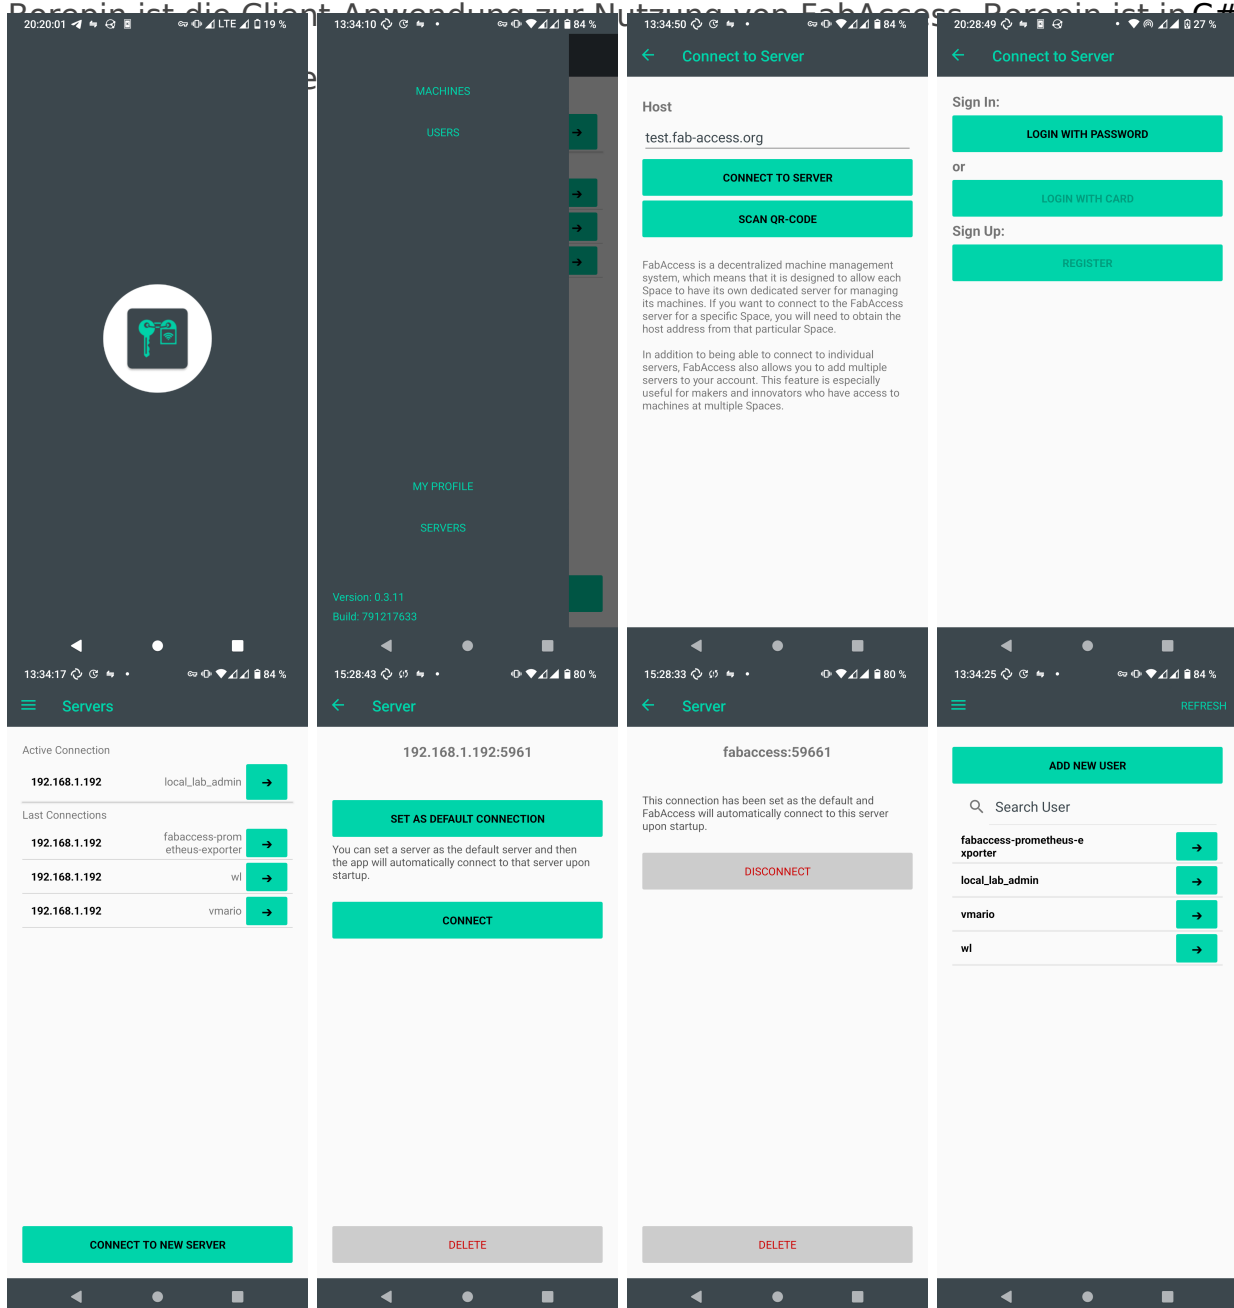 Borepin ist die Client-Anwendung zur Nutzung von FabAccess. Borepin ist in C#
20:20:01
LTE
19 %
13:34:10
84 %
MACHINES
USERS
MY PROFILE
SERVERS
Version: 0.3.11
Build: 791217633
13:34:50
84 %
Connect to Server
Host
test.fab-access.org
CONNECT TO SERVER
SCAN QR-CODE
FabAccess is a decentralized machine management
system, which means that it is designed to allow each
Space to have its own dedicated server for managing
its machines. If you want to connect to the FabAccess
server for a specific Space, you will need to obtain the
host address from that particular Space.
In addition to being able to connect to individual
servers, FabAccess also allows you to add multiple
servers to your account. This feature is especially
useful for makers and innovators who have access to
machines at multiple Spaces.
20:28:49
27 %
Connect to Server
Sign In:
LOGIN WITH PASSWORD
or
LOGIN WITH CARD
Sign Up:
REGISTER
13:34:17
84 %
Servers
Active Connection
192.168.1.192 local_lab_admin
Last Connections
192.168.1.192 fabaccess-prom
etheus-exporter
192.168.1.192 wl
192.168.1.192 vmario
CONNECT TO NEW SERVER
15:28:43
80 %
Server
192.168.1.192:5961
SET AS DEFAULT CONNECTION
You can set a server as the default server and then
the app will automatically connect to that server upon
startup.
CONNECT
DELETE
15:28:33
80 %
Server
fabaccess:59661
This connection has been set as the default and
FabAccess will automatically connect to this server
upon startup.
DISCONNECT
DELETE
13:34:25
84 %
REFRESH
ADD NEW USER
Search User
fabaccess-prometheus-e
xporter
local_lab_admin
vmario
wl